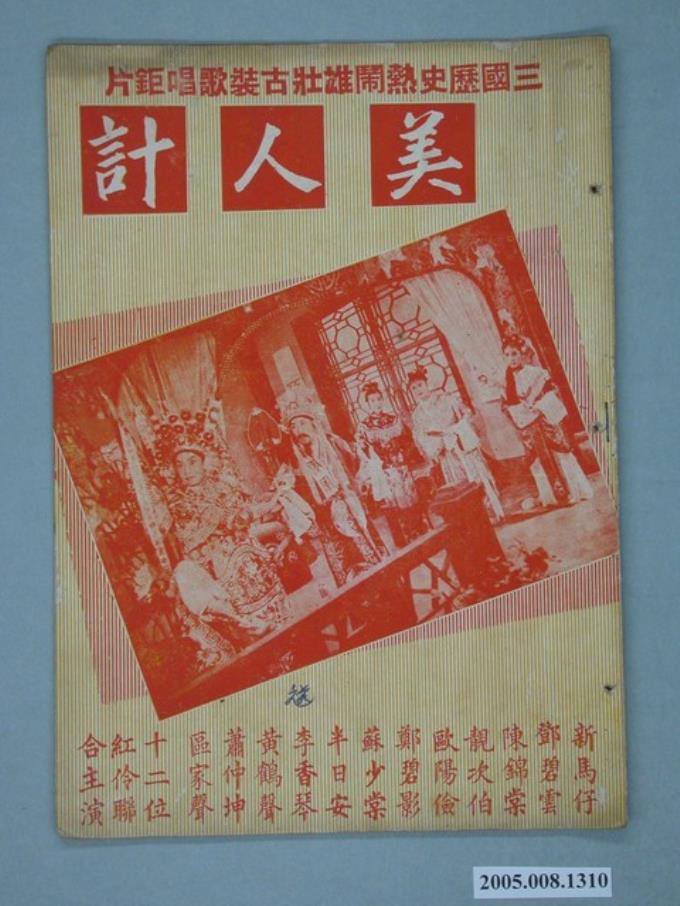 三國歷史熱鬧雄壯古裝歌唱鉅片
美人計
新馬仔
鄧碧雲
陳錦棠
靚次伯
歐陽儉
鄭碧影
蘇少棠
半日安
李香琴
黃鶴聲
蕭仲坤
區家聲
十二位
紅伶聯
合主演
2005.008.1310